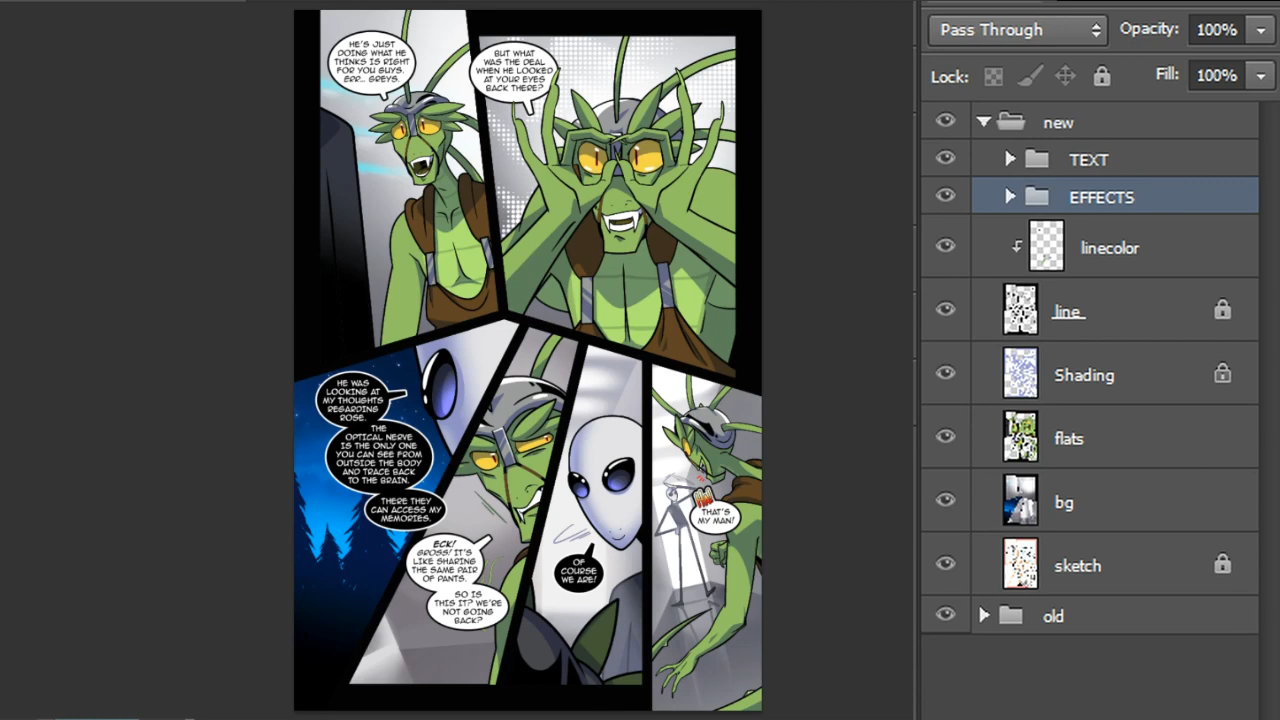 HE'S JUST
DOING WHAT HE
THINKS IS RIGHT
FOR YOU GUYS.
ERR... GREYS.
BUT WHAT
WAS THE DEAL
WHEN HE LOOKED
AT YOUR EYES
BACK THERE?
HE WAS
LOOKING AT
MY THOUGHTS
REGARDING
ROSE.
THE
OPTICAL NERVE
IS THE ONLY ONE
YOU CAN SEE FROM
OUTSIDE THE BODY
AND TRACE BACK
TO THE BRAIN.
THERE THEY
CAN ACCESS MY
MEMORIES.
ECK!
GROSS! IT'S
LIKE SHARING
THE SAME PAIR
OF PANTS.
SO IS
THIS IT? WE'RE
NOT GOING
BACK?
OF
COURSE
WE ARE!
THAT'S
MY MAN!
Pass Through
Opacity: 100%
Lock:
Fill: 100%
new
TEXT
EFFECTS
linecolor
line
Shading
flats
bg
sketch
old